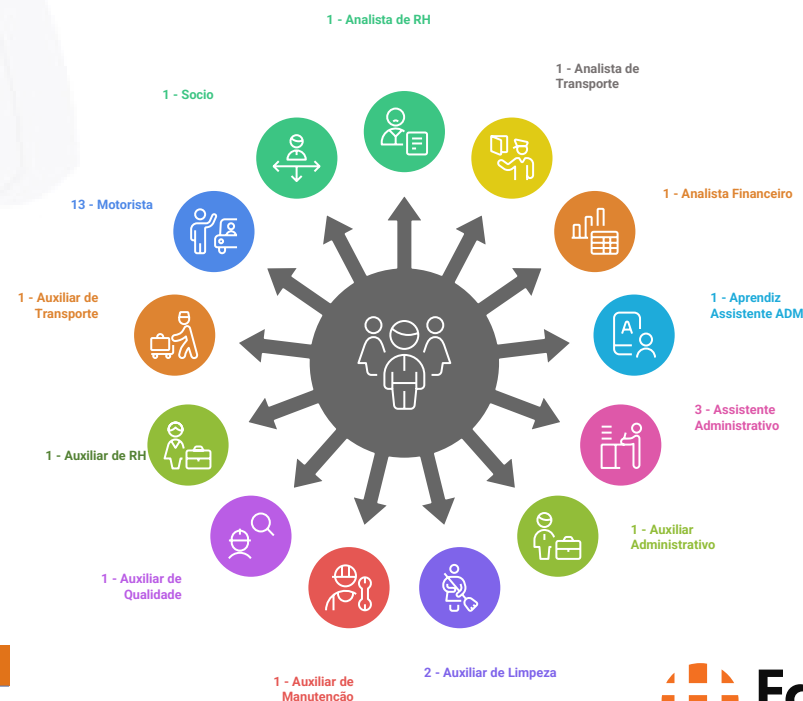 1 - Analista de RH
1 - Analista de
Transporte
1 - Socio
1 - Analista Financeiro
13 - Motorista
1 - Auxiliar de
Transporte
1 - Aprendiz
Assistente ADM
A
3 - Assistente
Administrativo
1 - Auxiliar de RH
1 - Auxiliar
Administrativo
1 - Auxiliar de
Qualidade
2 - Auxiliar de Limpeza
1 - Auxiliar de
Manutencão